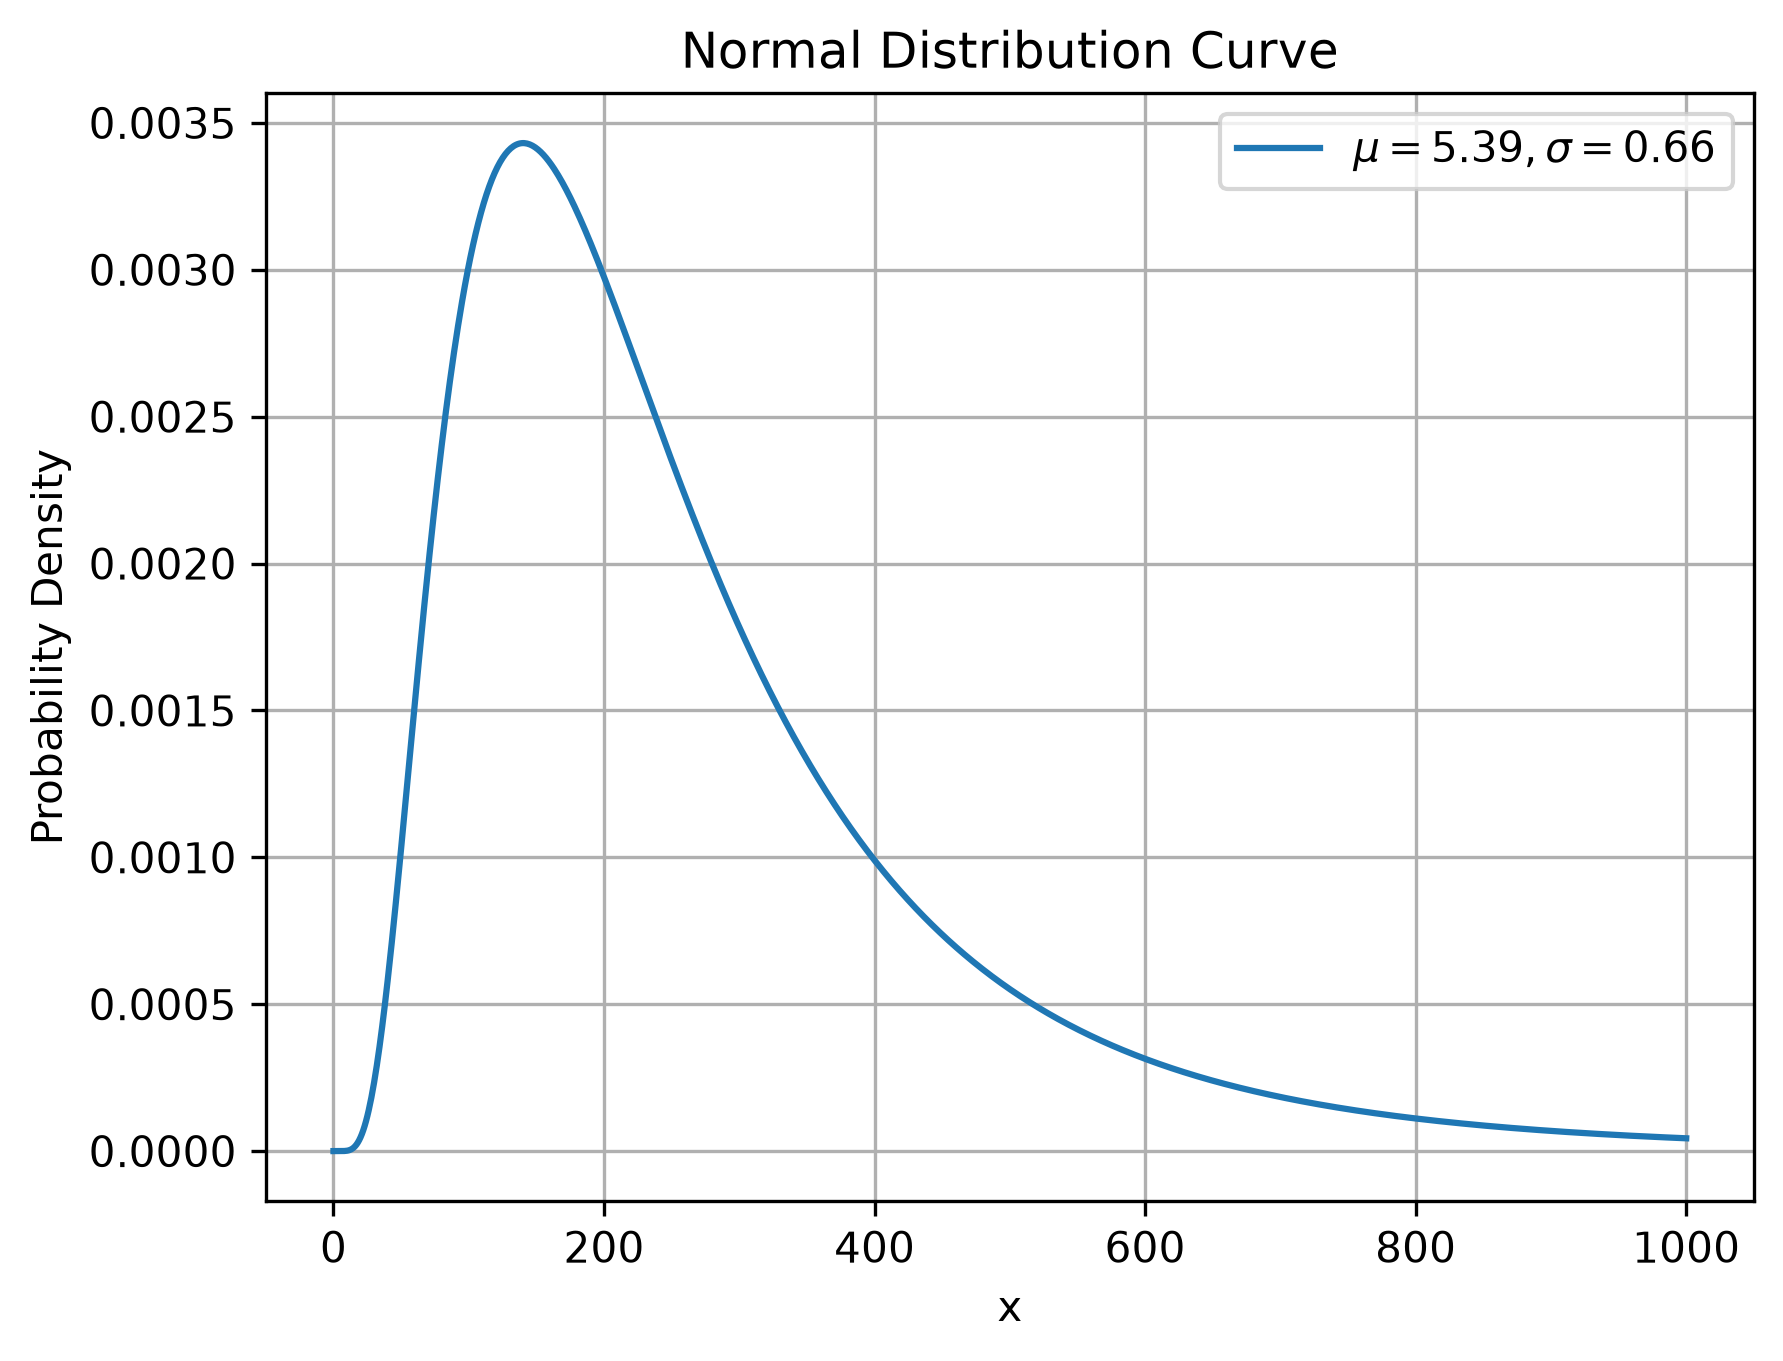 Normal Distribution Curve
μ = 5.39, σ = 0.66
Probability Density
0.0035
0.0030
0.0025
0.0020
0.0015
0.0010
0.0005
0.0000
0 200 400 600 800 1000
x